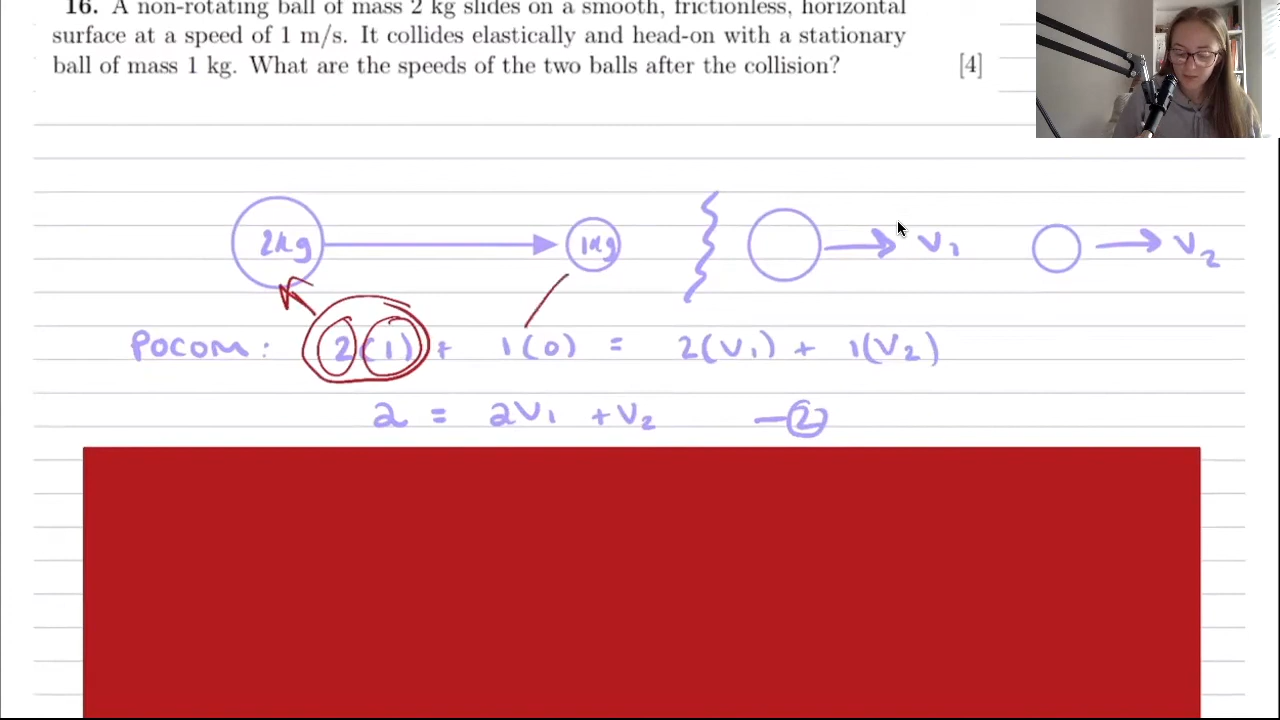 16. A non-rotating ball of mass 2 kg slides on a smooth, frictionless, horizontal
surface at a speed of 1 m/s. It collides elastically and head-on with a stationary
ball of mass 1 kg. What are the speeds of the two balls after the collision?
[4]
2kg 1kg V₁ V₂
POCOM: 2(1) + 1(0) = 2(V₁) + 1(V₂)
2 = 2V₁ + V₂ —②